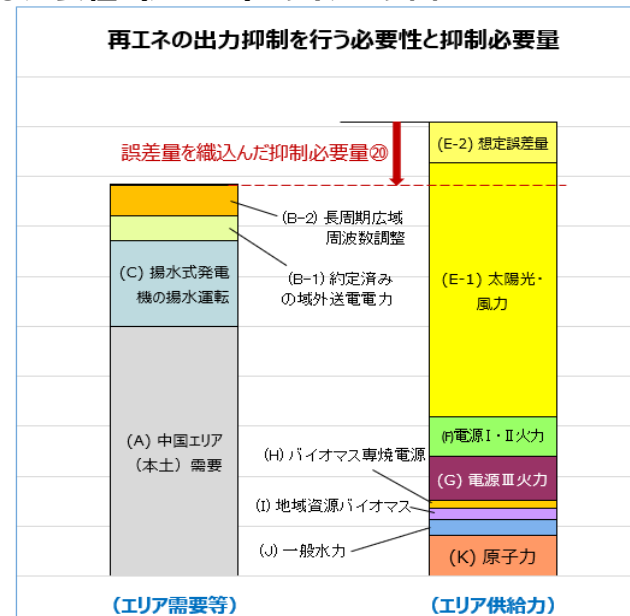 再エネの出力抑制を行う必要性と抑制必要量
誤差量を織込んだ抑制必要量⑳
(E-2) 想定誤差量
(B-2) 長周期広域
周波数調整
(B-1) 約定済み
の域外送電電力
(C) 揚水式発電
機の揚水運転
(E-1) 太陽光・
風力
(A) 中国エリア
(本土) 需要
(F)電源Ⅰ・Ⅱ火力
(H) バイオマス専焼電源
(G) 電源Ⅲ火力
(I) 地域資源バイオマス
(J) 一般水力
(K) 原子力
(エリア需要等)
(エリア供給力)